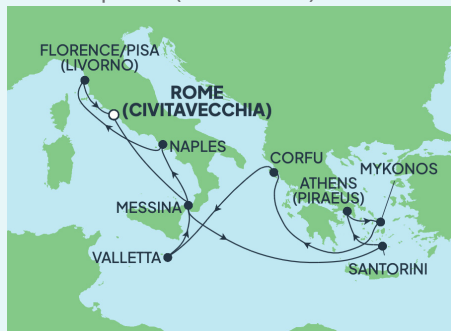 FLORENCE/PISA
(LIVORNO)
ROME
(CIVITAVECCHIA)
NAPLES
CORFU
MYKONOS
ATHENS
(PIRAEUS)
MESSINA
VALLETTA
SANTORINI